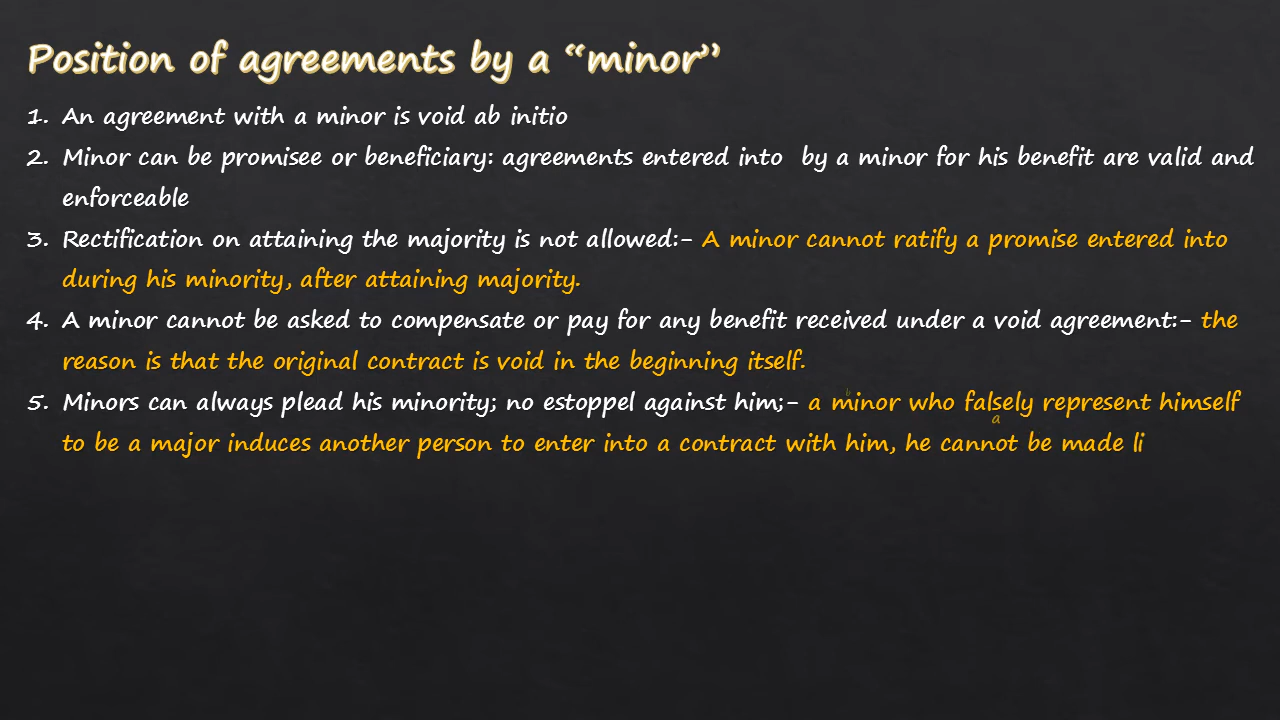 Position of agreements by a “minor”
1. An agreement with a minor is void ab initio
2. Minor can be promisee or beneficiary: agreements entered into by a minor for his benefit are valid and
enforceable
3. Rectification on attaining the majority is not allowed:- A minor cannot ratify a promise entered into
during his minority, after attaining majority.
4. A minor cannot be asked to compensate or pay for any benefit received under a void agreement:- the
reason is that the original contract is void in the beginning itself.
5. Minors can always plead his minority; no estoppel against him;- a minor who falsely represent himself
to be a major induces another person to enter into a contract with him, he cannot be made li